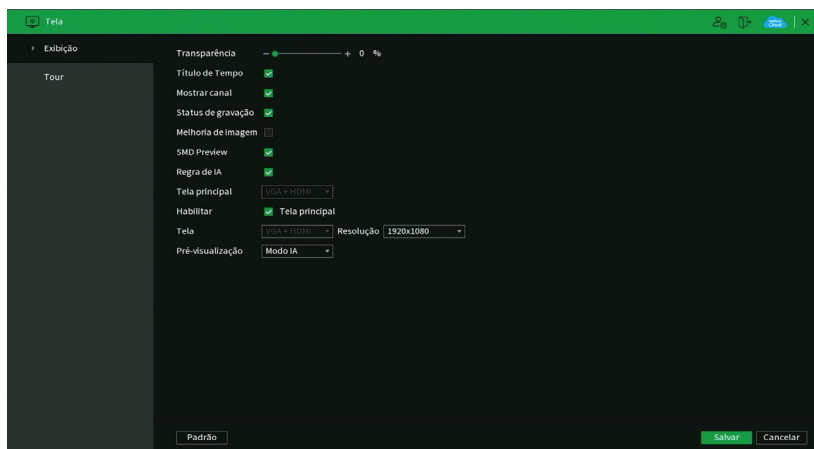 Tela
Exibição
Tour
Transparência 0 %
Título de Tempo
Mostrar canal
Status de gravação
Melhoria de imagem
SMD Preview
Regra de IA
Tela principal VGA + HDMI
Habilitar Tela principal
Tela VGA + HDMI Resolução 1920x1080
Pré-visualização Modo IA
Padrão Salvar Cancelar